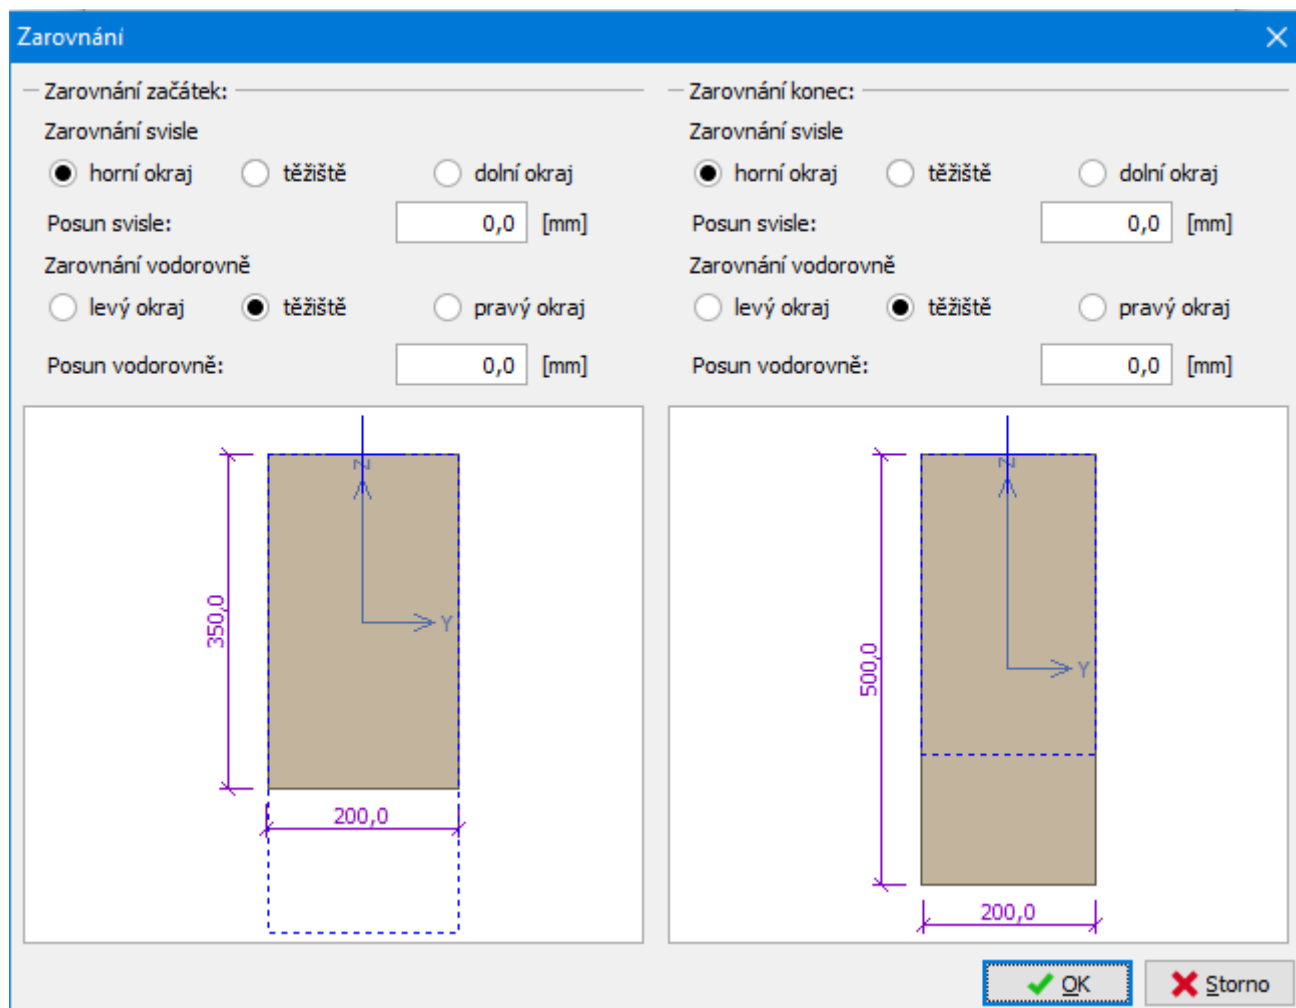 Zarovnání
Zarovnání začátek:
Zarovnání svisle
horní okraj těžiště dolní okraj
Posun svisle: 0,0 [mm]
Zarovnání vodorovně
levý okraj těžiště pravý okraj
Posun vodorovně: 0,0 [mm]
Z
Y
350,0
200,0
Zarovnání konec:
Zarovnání svisle
horní okraj těžiště dolní okraj
Posun svisle: 0,0 [mm]
Zarovnání vodorovně
levý okraj těžiště pravý okraj
Posun vodorovně: 0,0 [mm]
Z
Y
500,0
200,0
OK Storno